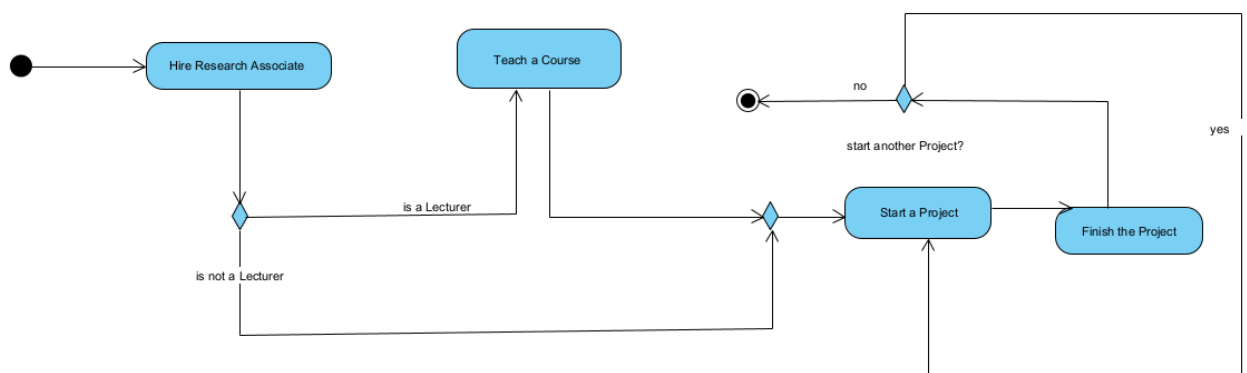 Hire Research Associate
Teach a Course
no
yes
start another Project?
is a Lecturer
Start a Project
Finish the Project
is not a Lecturer